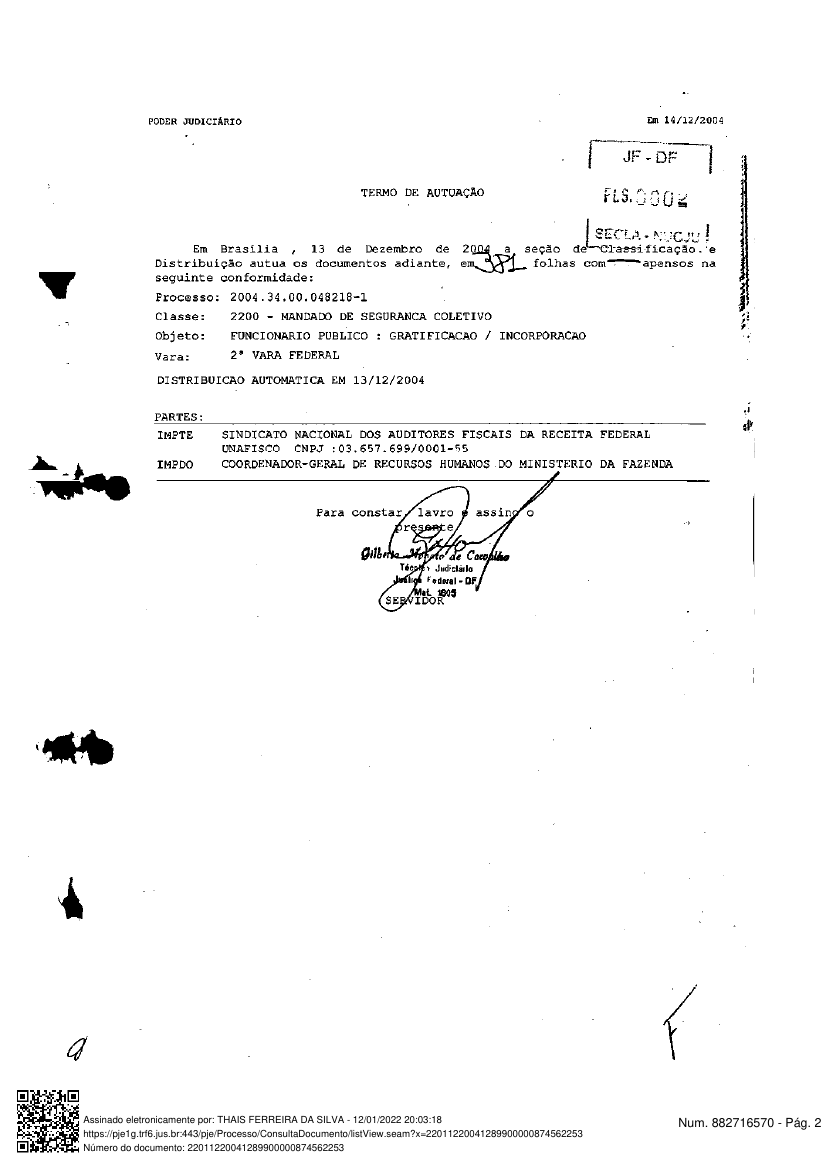 PODER JUDICIÁRIO
Em 14/12/2004
JF - DF
FLS. 0002
SECLA - NUCJU
TERMO DE AUTUAÇÃO
Em Brasília , 13 de Dezembro de 2004 a seção de Classificação e
Distribuição autua os documentos adiante, em 381 folhas com apensos na
seguinte conformidade:
Processo: 2004.34.00.048218-1
Classe: 2200 - MANDADO DE SEGURANCA COLETIVO
Objeto: FUNCIONARIO PUBLICO : GRATIFICACAO / INCORPORACAO
Vara: 2ª VARA FEDERAL
DISTRIBUICAO AUTOMATICA EM 13/12/2004
PARTES:
IMPTE SINDICATO NACIONAL DOS AUDITORES FISCAIS DA RECEITA FEDERAL
UNAFISCO CNPJ :03.657.699/0001-55
IMPDO COORDENADOR-GERAL DE RECURSOS HUMANOS DO MINISTERIO DA FAZENDA
Para constar, lavro e assino o
presente
de Carvalho
Técnico Judiciário
Justiça Federal - DF
Mat. 1805
SERVIDOR
Assinado eletronicamente por: THAIS FERREIRA DA SILVA - 12/01/2022 20:03:18
https://pje1g.trf6.jus.br:443/pje/Processo/ConsultaDocumento/listView.seam?x=22011220041289900000874562253
Número do documento: 22011220041289900000874562253
Num. 882716570 - Pág. 2